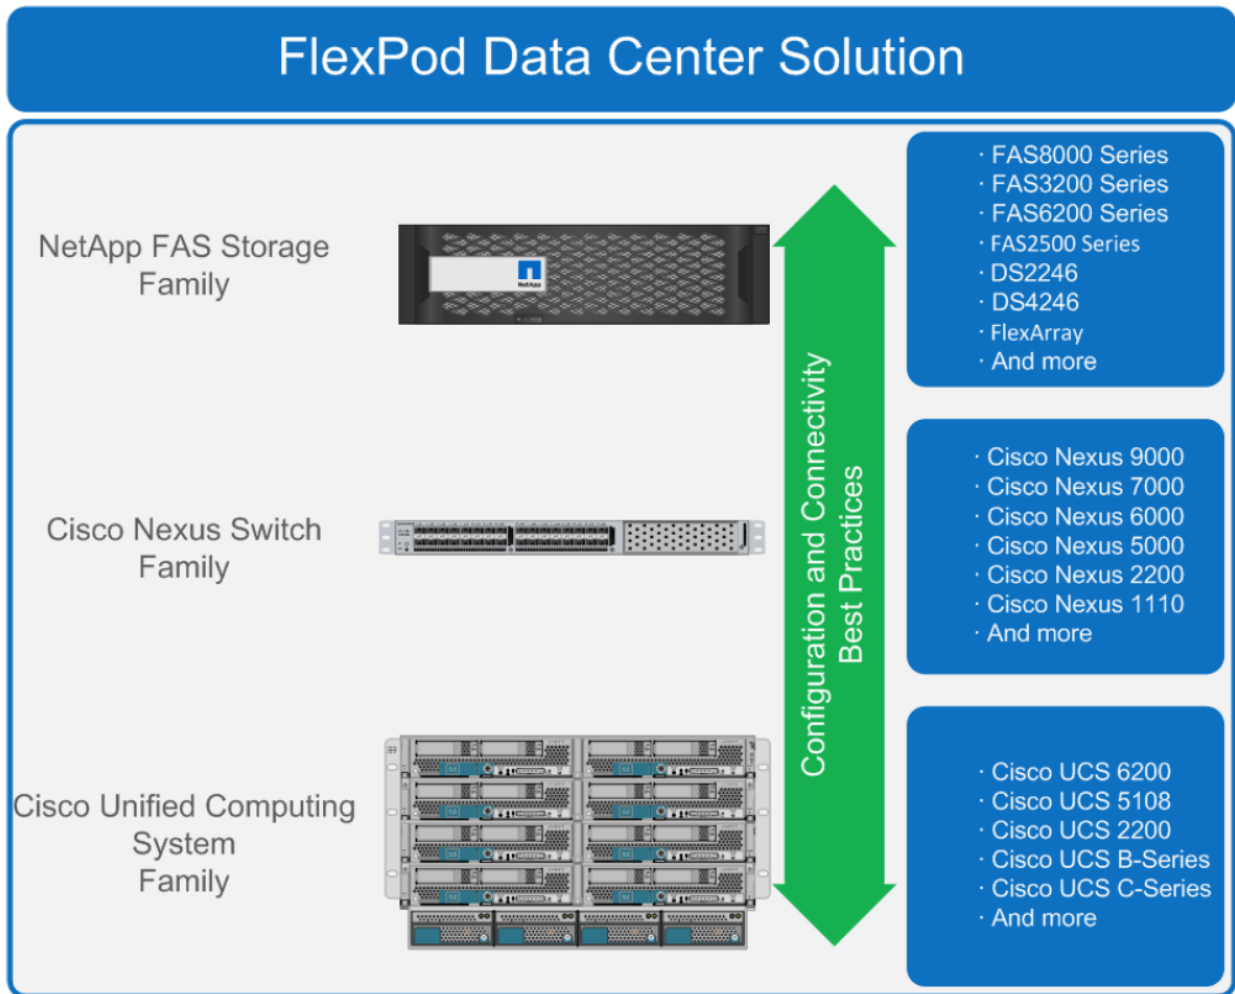 FlexPod Data Center Solution
NetApp FAS Storage
Family
NetApp
· FAS8000 Series
· FAS3200 Series
· FAS6200 Series
· FAS2500 Series
· DS2246
· DS4246
· FlexArray
· And more
Configuration and Connectivity
Best Practices
Cisco Nexus Switch
Family
· Cisco Nexus 9000
· Cisco Nexus 7000
· Cisco Nexus 6000
· Cisco Nexus 5000
· Cisco Nexus 2200
· Cisco Nexus 1110
· And more
Cisco Unified Computing
System
Family
· Cisco UCS 6200
· Cisco UCS 5108
· Cisco UCS 2200
· Cisco UCS B-Series
· Cisco UCS C-Series
· And more